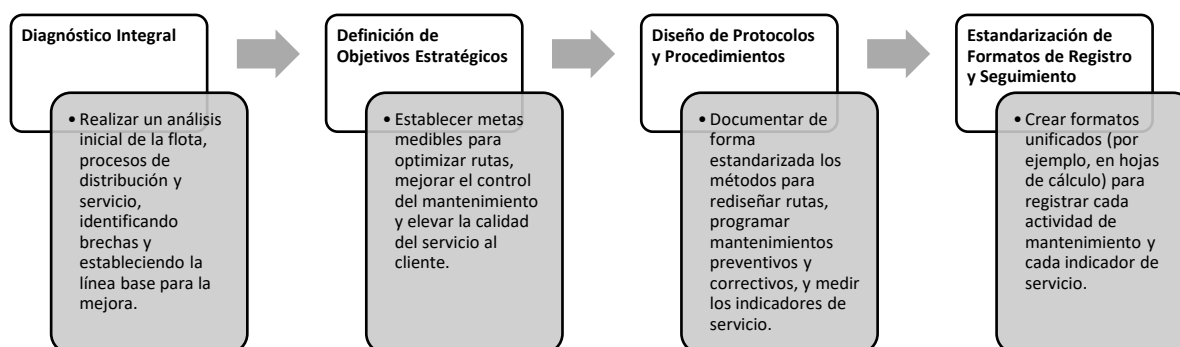 Diagnóstico Integral
• Realizar un análisis
inicial de la flota,
procesos de
distribución y
servicio,
identificando
brechas y
estableciendo la
línea base para la
mejora.
Definición de
Objetivos Estratégicos
• Establecer metas
medibles para
optimizar rutas,
mejorar el control
del mantenimiento
y elevar la calidad
del servicio al
cliente.
Diseño de Protocolos
y Procedimientos
• Documentar de
forma
estandarizada los
métodos para
rediseñar rutas,
programar
mantenimientos
preventivos y
correctivos, y medir
los indicadores de
servicio.
Estandarización de
Formatos de Registro
y Seguimiento
• Crear formatos
unificados (por
ejemplo, en hojas
de cálculo) para
registrar cada
actividad de
mantenimiento y
cada indicador de
servicio.